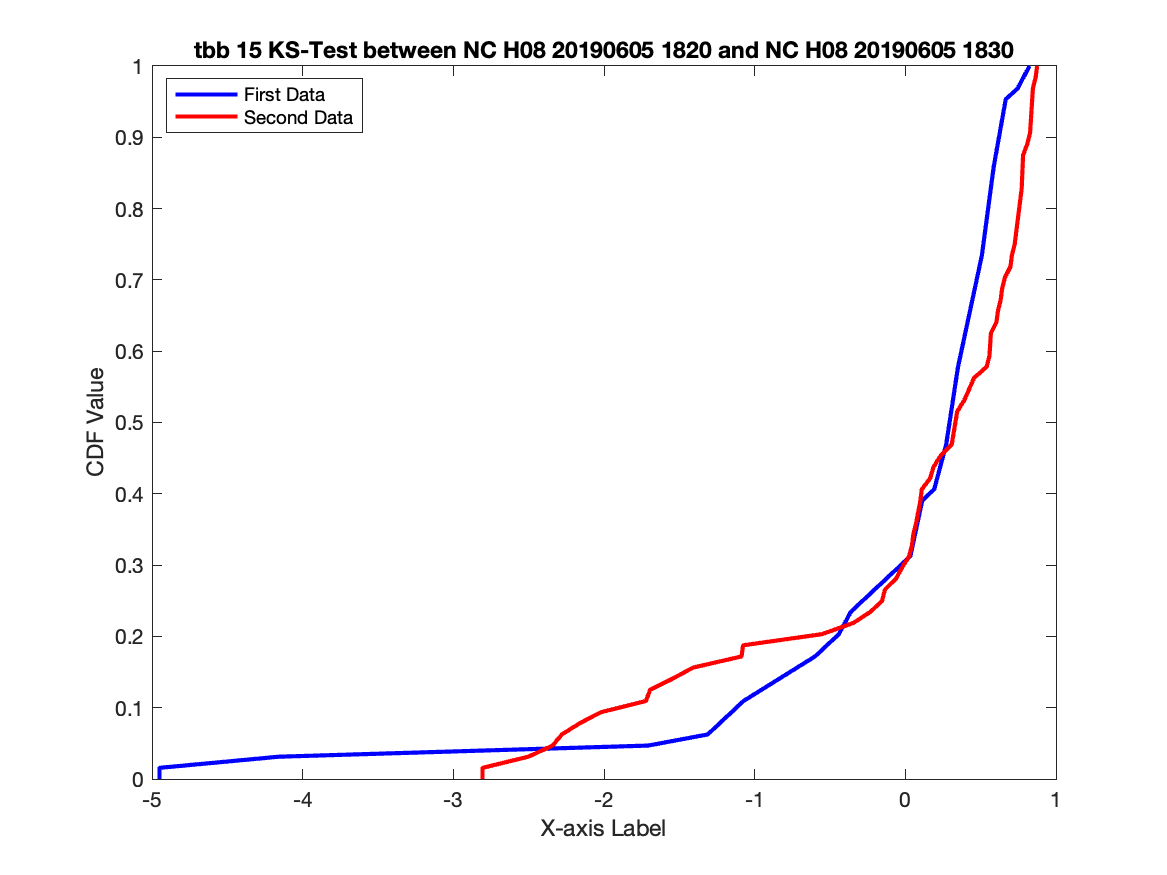 tbb 15 KS-Test between NC H08 20190605 1820 and NC H08 20190605 1830
First Data
Second Data
1
0.9
0.8
0.7
0.6
0.5
0.4
0.3
0.2
0.1
0
CDF Value
-5 -4 -3 -2 -1 0 1
X-axis Label